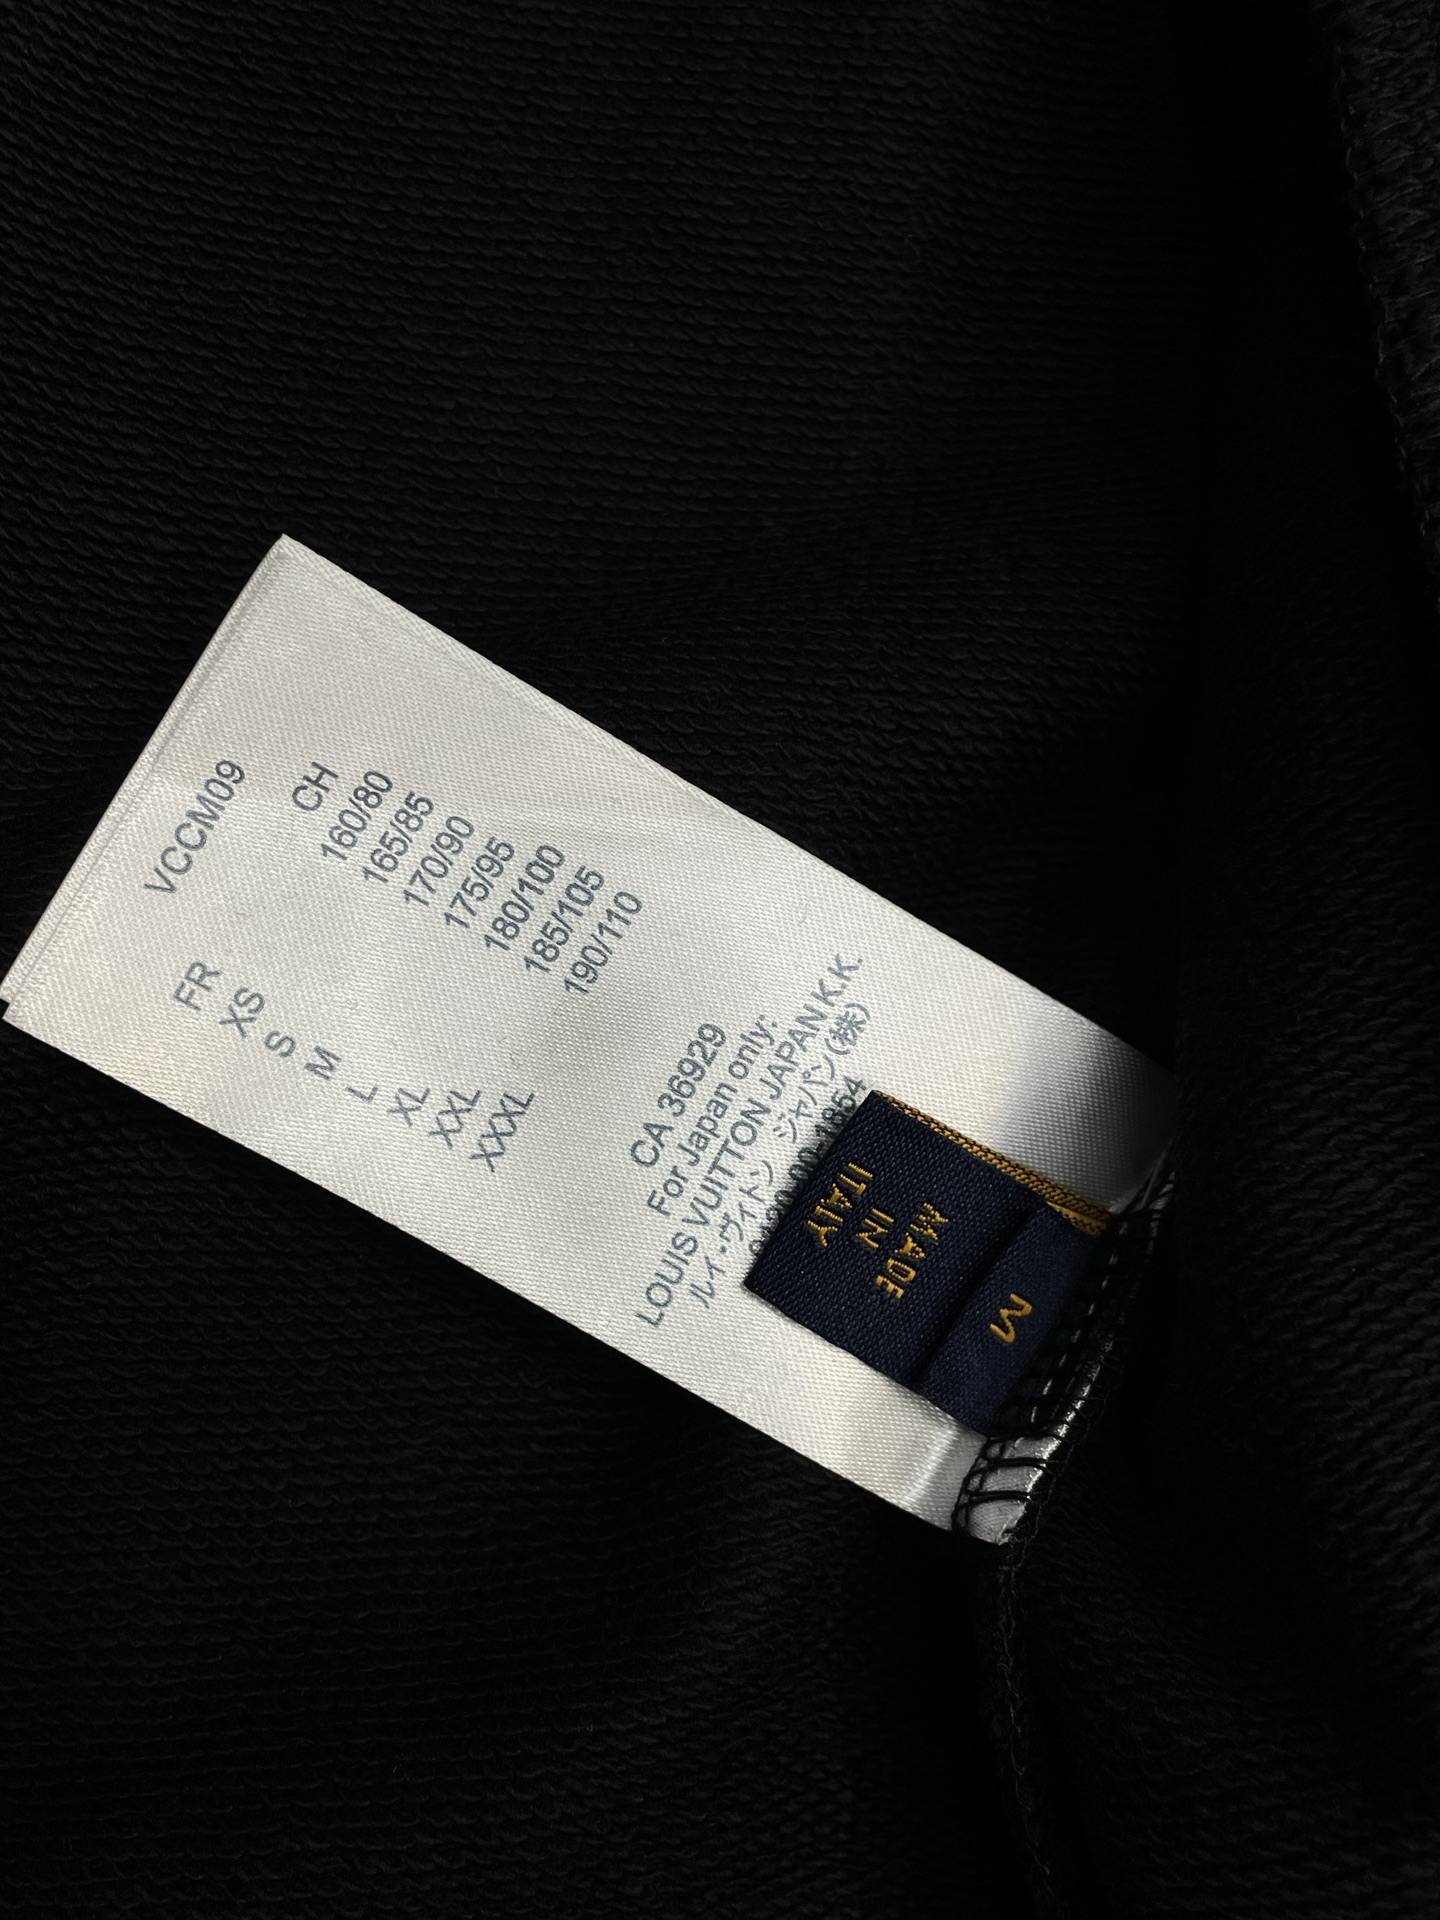 VCCM09
FR CH
XS 160/80
S 165/85
M 170/90
L 175/95
XL 180/100
XXL 185/105
XXXL 190/110
CA 36929
For Japan only:
LOUIS VUITTON JAPAN K.K.
ルイ・ヴィトン ジャパン(株)
MADE
IN
ITALY
M